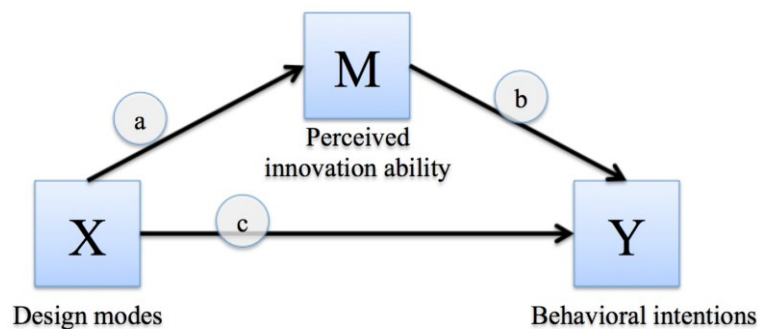 M
b
a
Perceived
innovation ability
X
c
Y
Design modes
Behavioral intentions